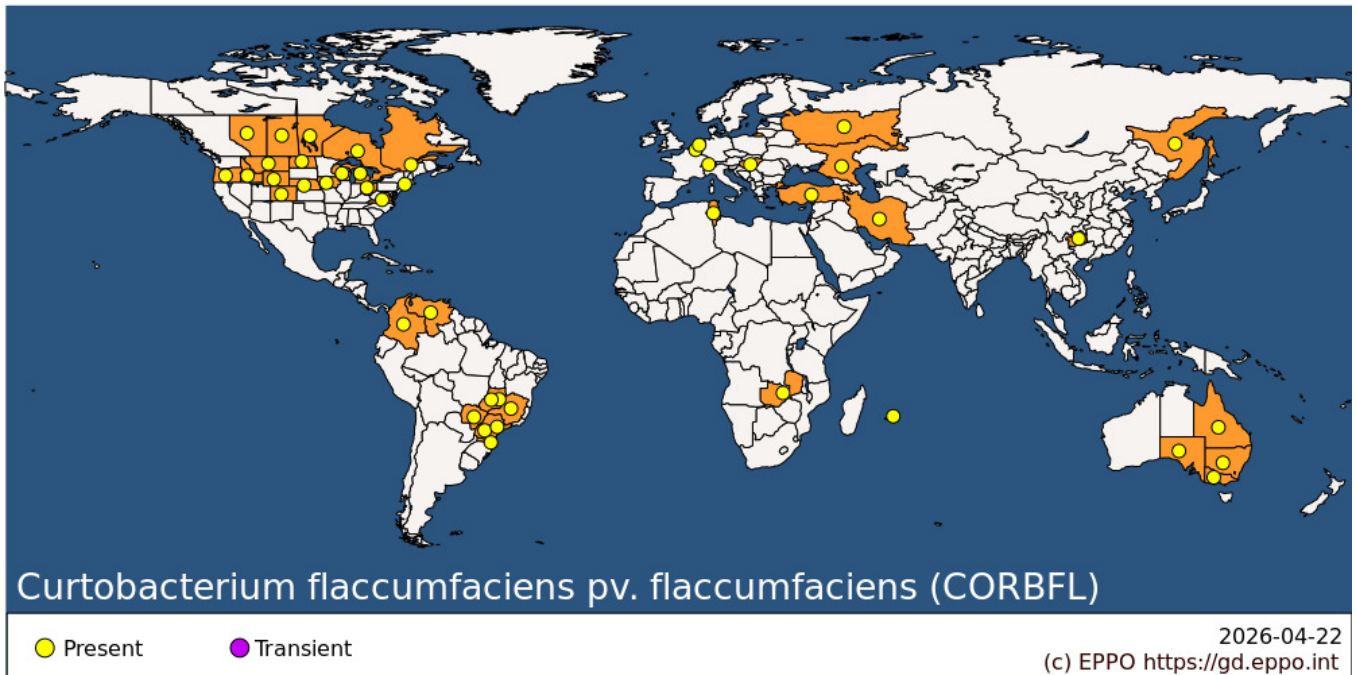 Curtobacterium flaccumfaciens pv. flaccumfaciens (CORBFL)
Present
Transient
2026-04-22
(c) EPPO https://gd.eppo.int